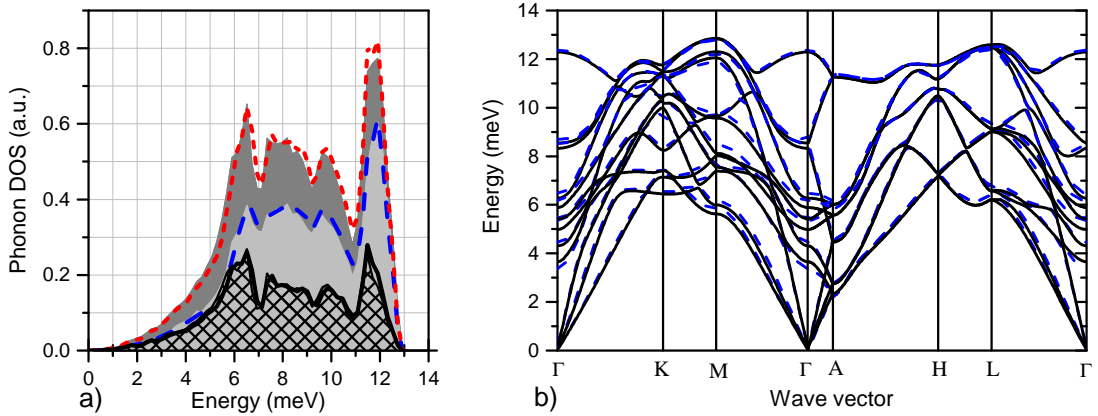 0.8
0.6
0.4
0.2
0.0
Phonon DOS (a.u.)
0 2 4 6 8 10 12 14
a) Energy (meV)
14
12
10
8
6
4
2
0
Energy (meV)
Γ K M Γ A H L Γ
b) Wave vector